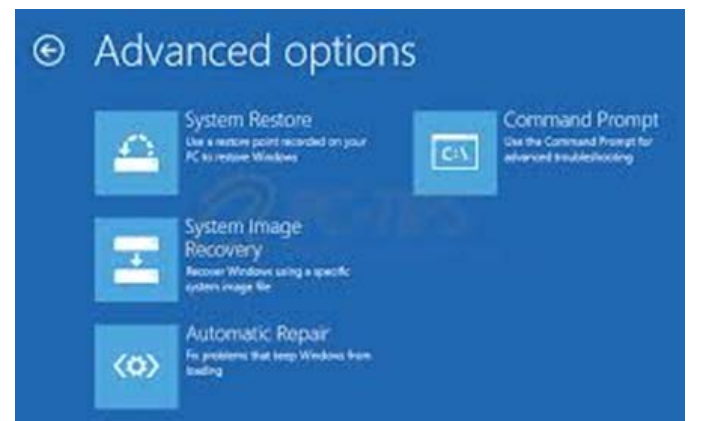 Advanced options
System Restore
Use a restore point recorded on your
PC to restore Windows
System Image
Recovery
Recover Windows using a specific
system image file
Automatic Repair
Fix problems that keep Windows from
loading
Command Prompt
Use the Command Prompt for
advanced troubleshooting
C:\